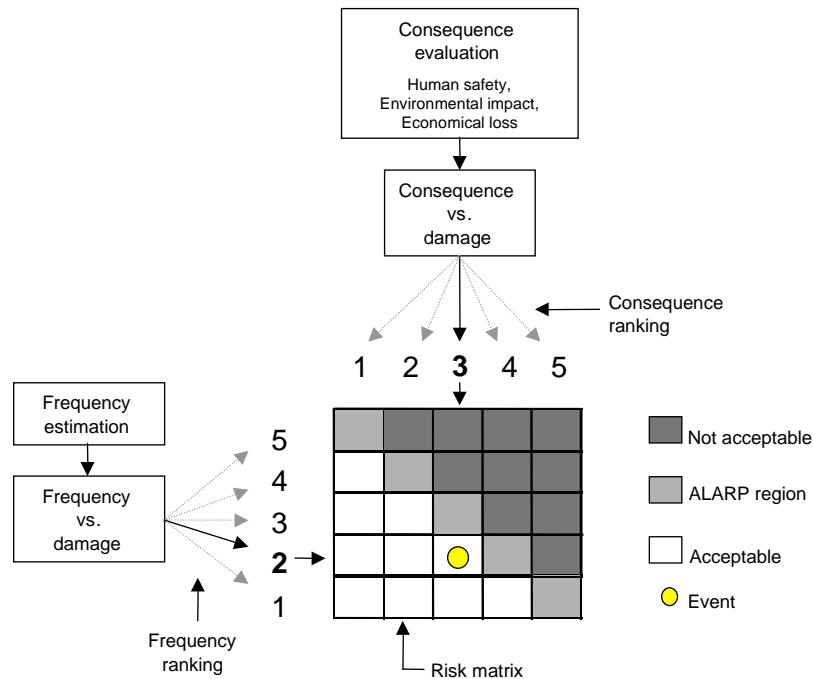 Consequence
evaluation
Human safety,
Environmental impact,
Economical loss
Consequence
vs.
damage
Consequence
ranking
1 2 3 4 5
Frequency
estimation
Frequency
vs.
damage
5
4
3
2
1
Frequency
ranking
Risk matrix
Not acceptable
ALARP region
Acceptable
Event